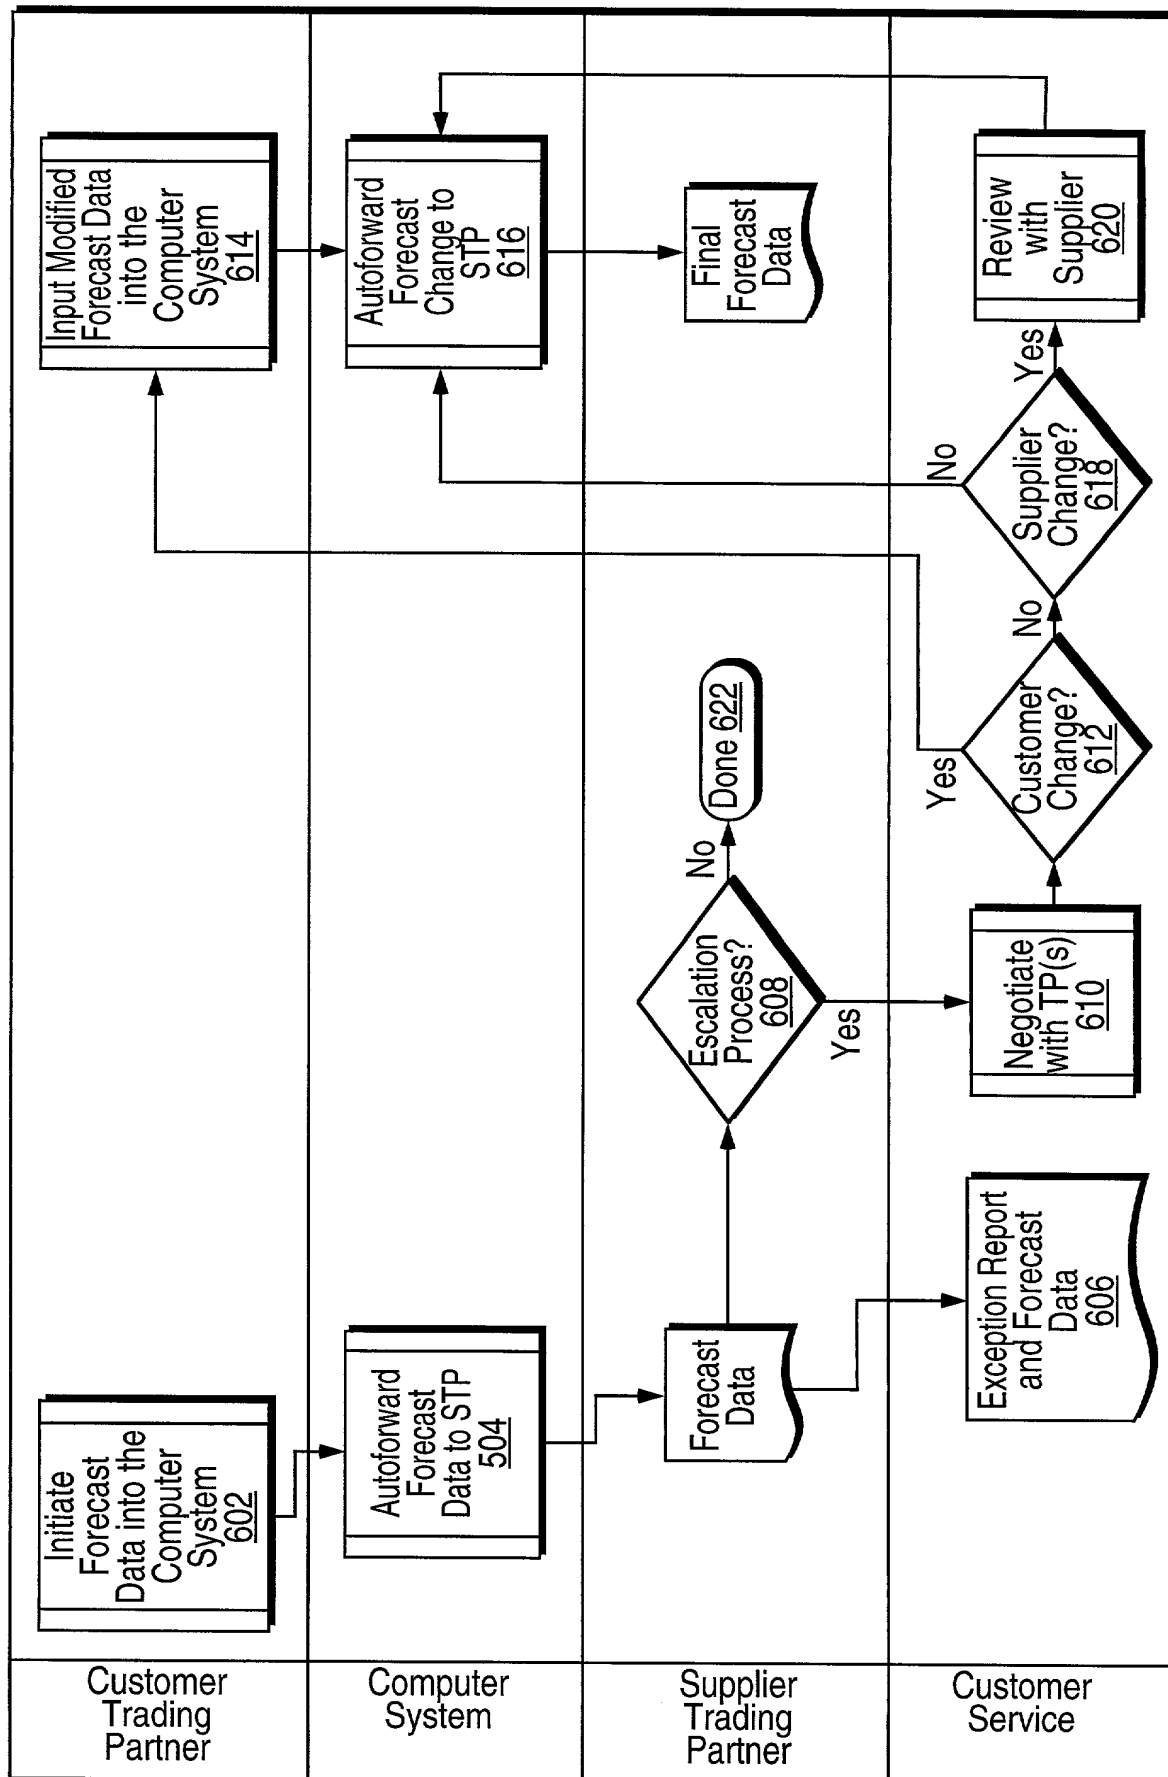 Customer
Trading
Partner
Initiate
Forecast
Data into the
Computer
System
602
Input Modified
Forecast Data
into the
Computer
System
614
Computer
System
Autoforward
Forecast
Data to STP
504
Autoforward
Forecast
Change to
STP
616
Supplier
Trading
Partner
Forecast
Data
Escalation
Process?
608
No
Yes
Done 622
Final
Forecast
Data
Customer
Service
Exception Report
and Forecast
Data
606
Negotiate
with TP(s)
610
Customer
Change?
612
Yes
No
Supplier
Change?
618
No
Yes
Review
with
Supplier
620